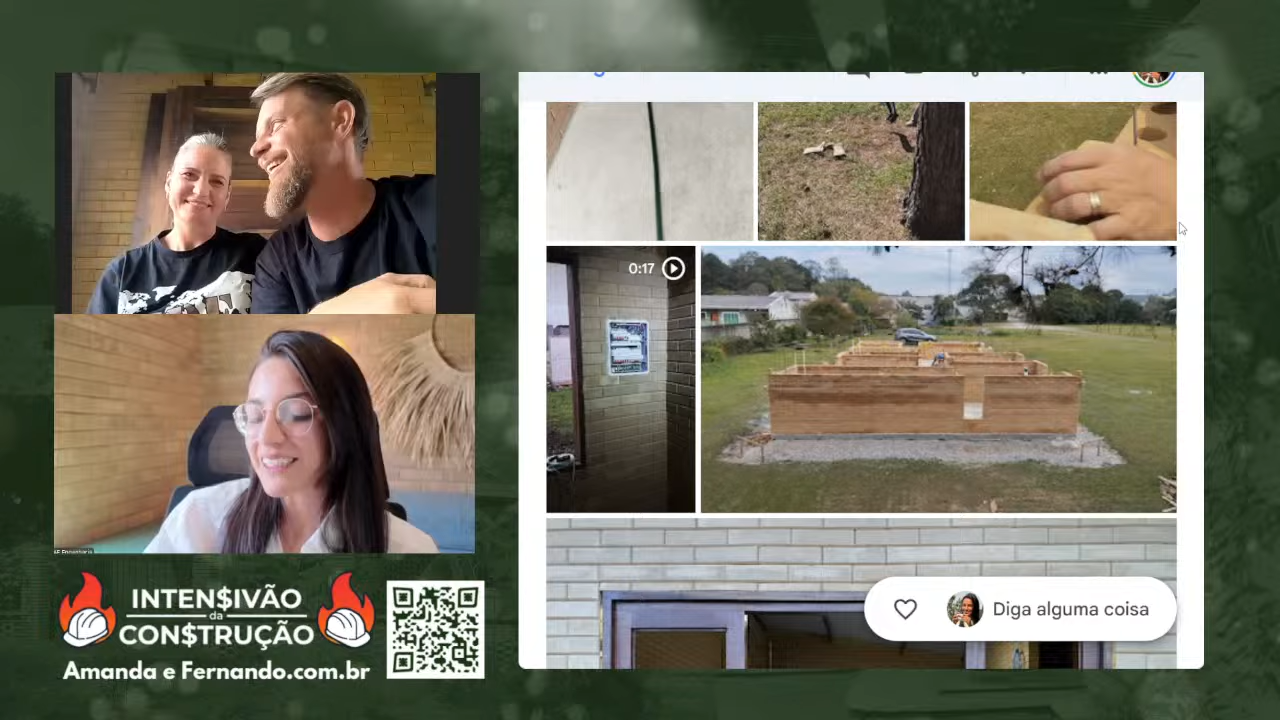 0:17
Diga alguma coisa
INTEN$IVÃO
da
CON$TRUÇÃO
Amanda e Fernando.com.br